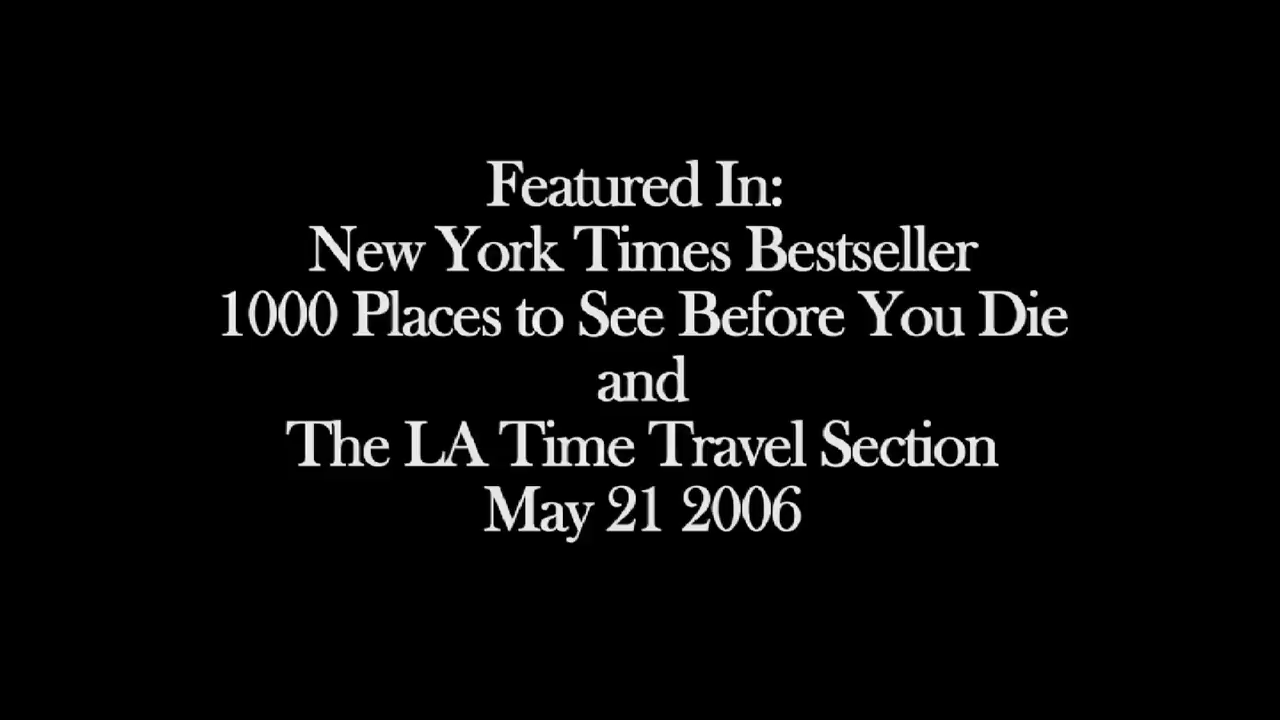 Featured In:
New York Times Bestseller
1000 Places to See Before You Die
and
The LA Time Travel Section
May 21 2006